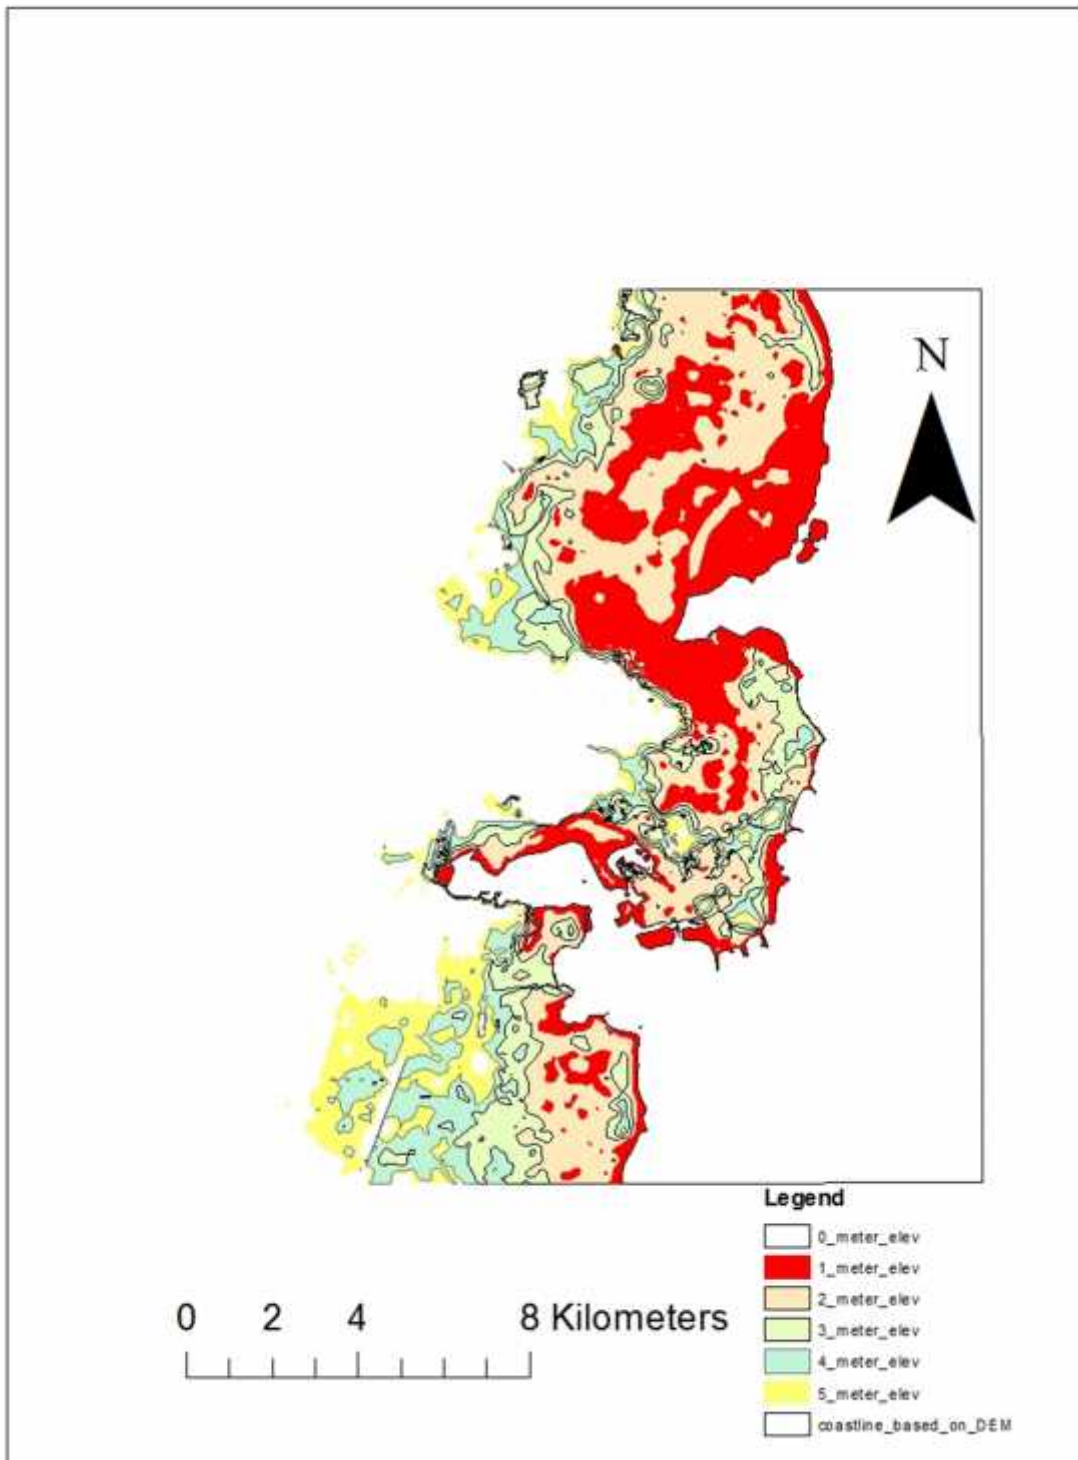 N
Legend
0_meter_elev
1_meter_elev
2_meter_elev
3_meter_elev
4_meter_elev
5_meter_elev
coastline_based_on_DEM
0 2 4 8 Kilometers